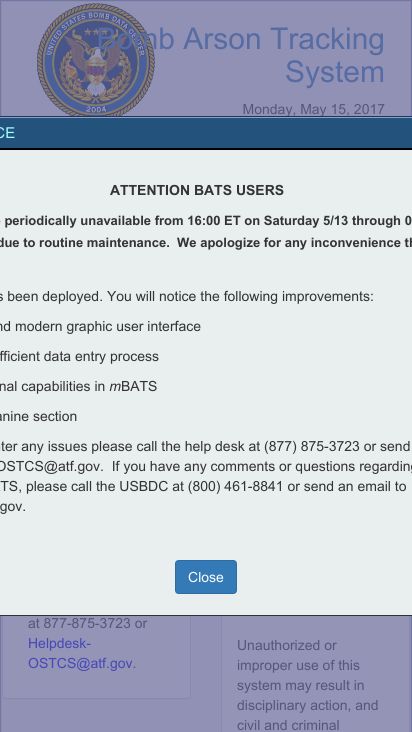 UNITED STATES BOMB DATA CENTER
2004
Bomb Arson Tracking
System
Monday, May 15, 2017
CE
ATTENTION BATS USERS
periodically unavailable from 16:00 ET on Saturday 5/13 through 0
due to routine maintenance.  We apologize for any inconvenience th
s been deployed. You will notice the following improvements:
nd modern graphic user interface
fficient data entry process
nal capabilities in mBATS
anine section
ter any issues please call the help desk at (877) 875-3723 or send
OSTCS@atf.gov.  If you have any comments or questions regarding
TS, please call the USBDC at (800) 461-8841 or send an email to
gov.
Close
at 877-875-3723 or
Helpdesk-
OSTCS@atf.gov.
Unauthorized or
improper use of this
system may result in
disciplinary action, and
civil and criminal